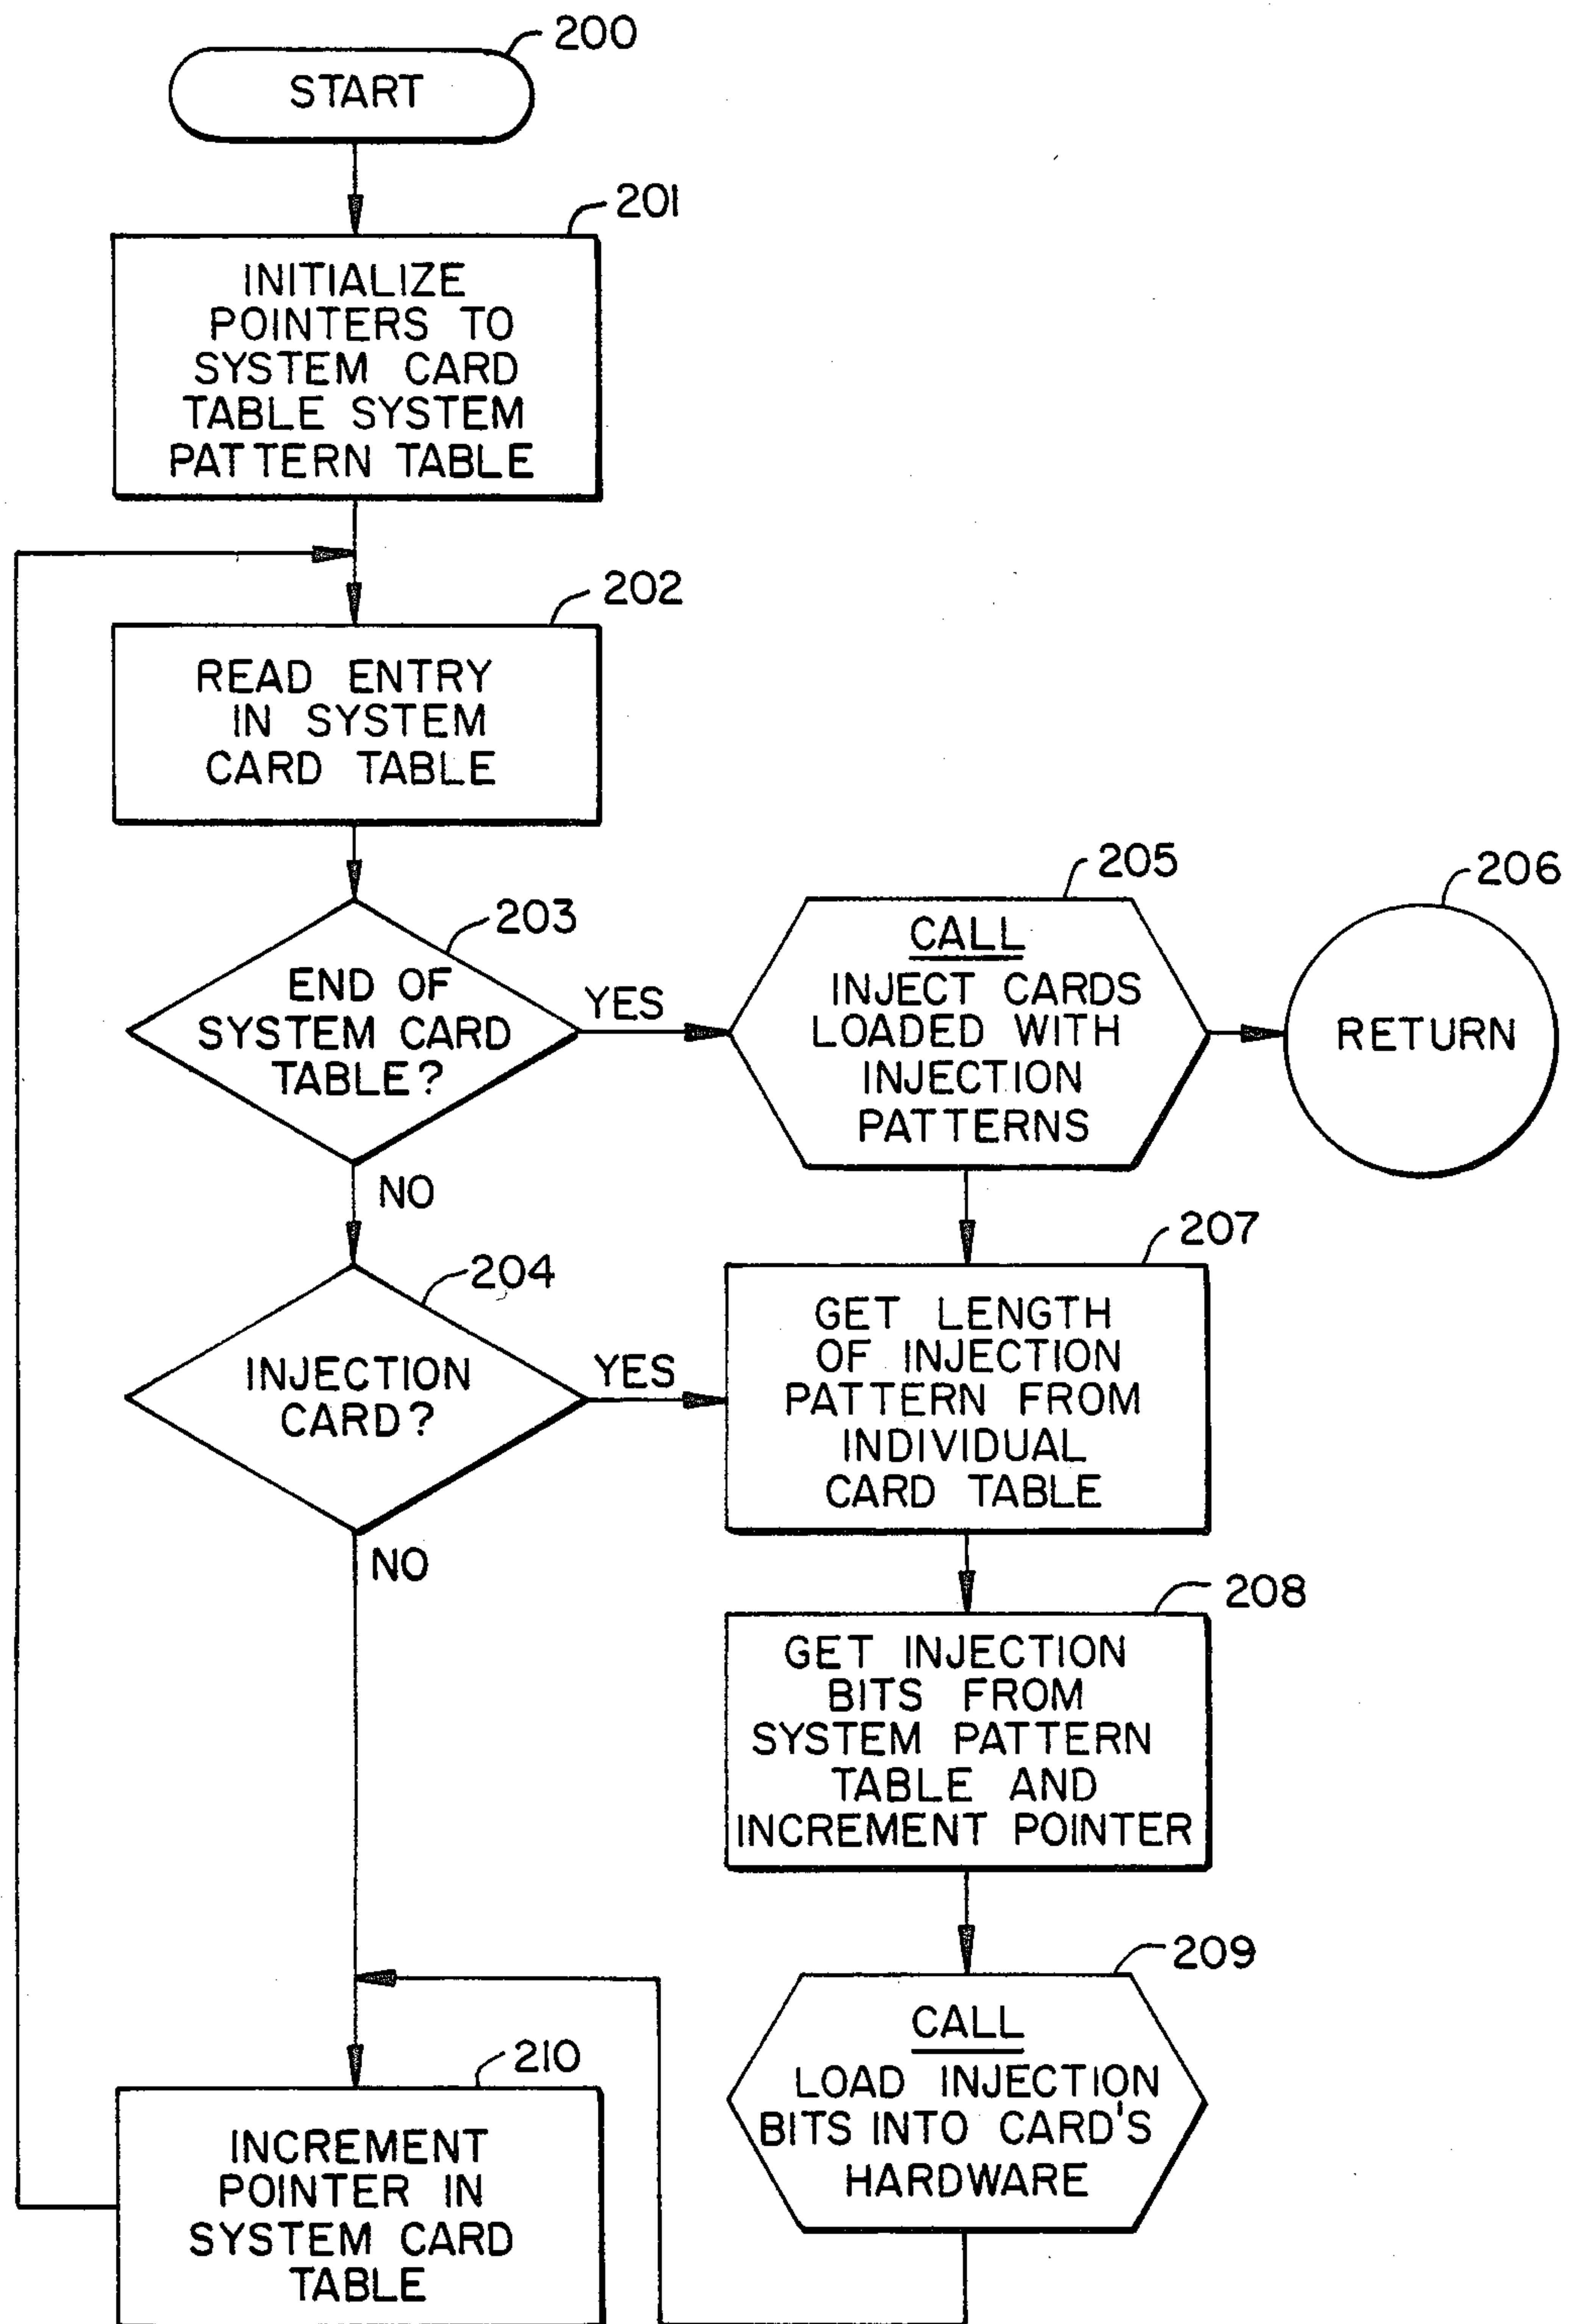 200
START
201
INITIALIZE
POINTERS TO
SYSTEM CARD
TABLE SYSTEM
PATTERN TABLE
202
READ ENTRY
IN SYSTEM
CARD TABLE
203
END OF
SYSTEM CARD
TABLE?
YES
NO
205
CALL
INJECT CARDS
LOADED WITH
INJECTION
PATTERNS
206
RETURN
204
INJECTION
CARD?
YES
NO
207
GET LENGTH
OF INJECTION
PATTERN FROM
INDIVIDUAL
CARD TABLE
208
GET INJECTION
BITS FROM
SYSTEM PATTERN
TABLE AND
INCREMENT POINTER
209
CALL
LOAD INJECTION
BITS INTO CARD'S
HARDWARE
210
INCREMENT
POINTER IN
SYSTEM CARD
TABLE